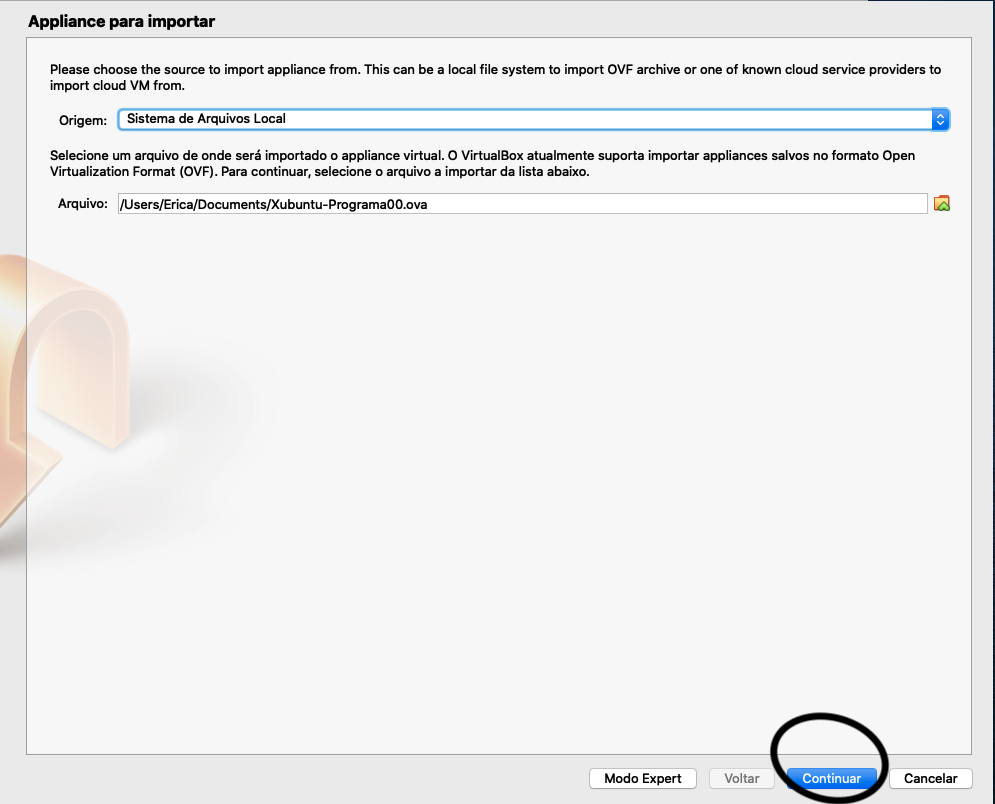 Appliance para importar
Please choose the source to import appliance from. This can be a local file system to import OVF archive or one of known cloud service providers to
import cloud VM from.
Origem: Sistema de Arquivos Local
Selecione um arquivo de onde será importado o appliance virtual. O VirtualBox atualmente suporta importar appliances salvos no formato Open
Virtualization Format (OVF). Para continuar, selecione o arquivo a importar da lista abaixo.
Arquivo: /Users/Erica/Documents/Xubuntu-Programa00.ova
Modo Expert Voltar Continuar Cancelar